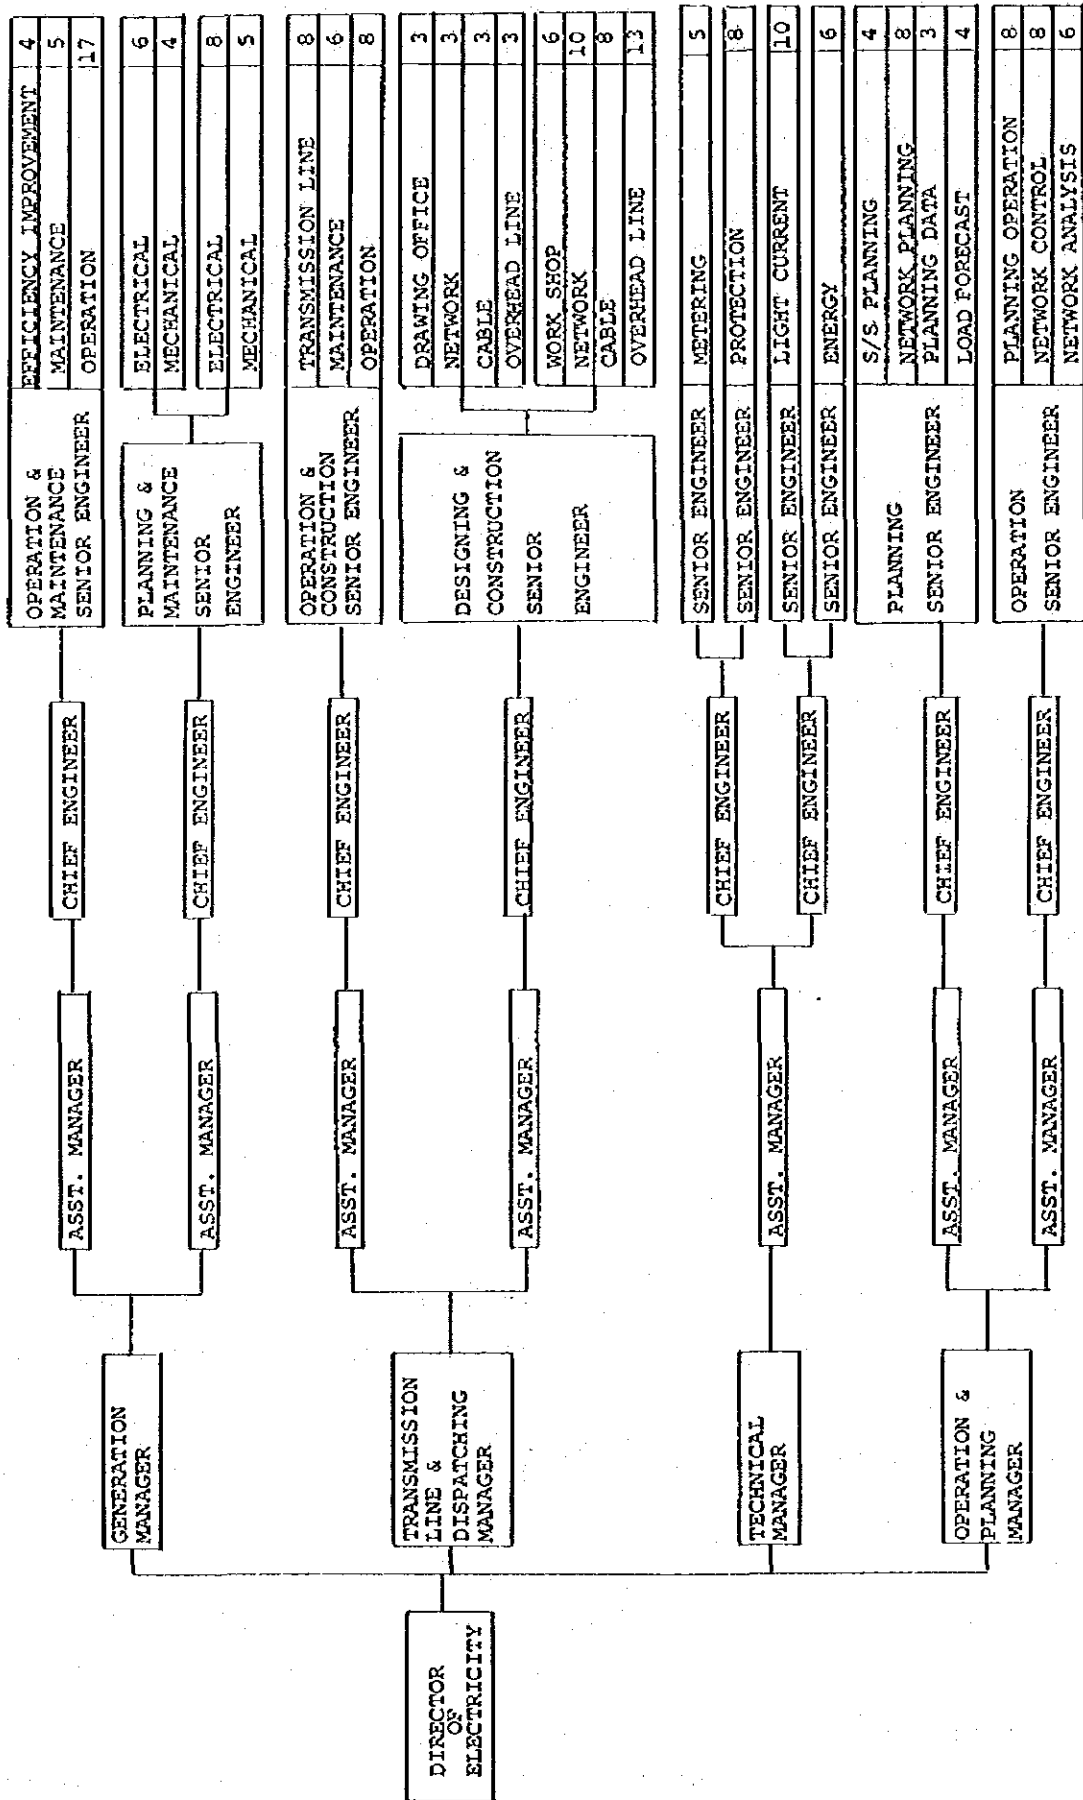 DIRECTOR
OF
ELECTRICITY
GENERATION
MANAGER
TRANSMISSION
LINE &
DISPATCHING
MANAGER
TECHNICAL
MANAGER
OPERATION &
PLANNING
MANAGER
ASST. MANAGER
ASST. MANAGER
ASST. MANAGER
ASST. MANAGER
ASST. MANAGER
ASST. MANAGER
ASST. MANAGER
CHIEF ENGINEER
CHIEF ENGINEER
CHIEF ENGINEER
CHIEF ENGINEER
CHIEF ENGINEER
CHIEF ENGINEER
CHIEF ENGINEER
CHIEF ENGINEER
OPERATION &
MAINTENANCE
SENIOR ENGINEER
EFFICIENCY IMPROVEMENT 4
MAINTENANCE 5
OPERATION 17
PLANNING &
MAINTENANCE
SENIOR
ENGINEER
ELECTRICAL 6
MECHANICAL 4
ELECTRICAL 8
MECHANICAL 5
OPERATION &
CONSTRUCTION
SENIOR ENGINEER
TRANSMISSION LINE 8
MAINTENANCE 6
OPERATION 8
DESIGNING &
CONSTRUCTION
SENIOR
ENGINEER
DRAWING OFFICE 3
NETWORK 3
CABLE 3
OVERHEAD LINE 3
WORK SHOP 6
NETWORK 10
CABLE 8
OVERHEAD LINE 13
SENIOR ENGINEER METERING 5
SENIOR ENGINEER PROTECTION 8
SENIOR ENGINEER LIGHT CURRENT 10
SENIOR ENGINEER ENERGY 6
PLANNING
SENIOR ENGINEER
S/S PLANNING 4
NETWORK PLANNING 8
PLANNING DATA 3
LOAD FORECAST 4
OPERATION
SENIOR ENGINEER
PLANNING OPERATION 8
NETWORK CONTROL 8
NETWORK ANALYSIS 6